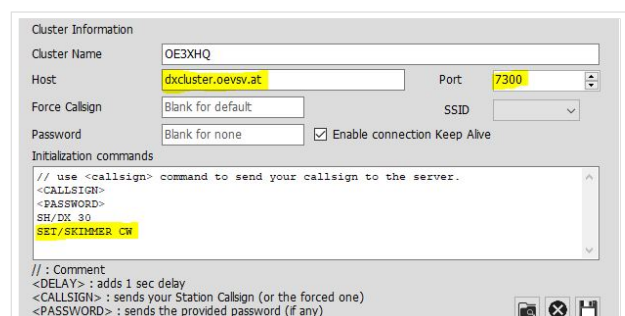 Cluster Information
Cluster Name OE3XHQ
Host dxcluster.oevsv.at Port 7300
Force Callsign Blank for default SSID
Password Blank for none Enable connection Keep Alive
Initialization commands
// use <callsign> command to send your callsign to the server.
<CALLSIGN>
<PASSWORD>
SH/DX 30
SET/SKIMMER CW
// : Comment
<DELAY> : adds 1 sec delay
<CALLSIGN> : sends your Station Callsign (or the forced one)
<PASSWORD> : sends the provided password (if any)